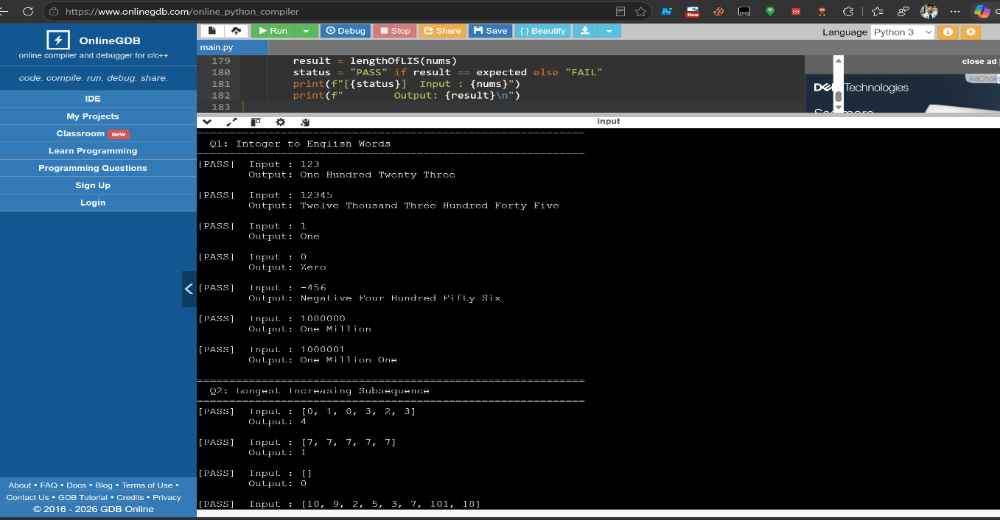 https://www.onlinegdb.com/online_python_compiler
New
OnlineGDB
online compiler and debugger for c/c++
code. compile. run. debug. share.
IDE
My Projects
Classroom new
Learn Programming
Programming Questions
Sign Up
Login
About • FAQ • Docs • Blog • Terms of Use •
Contact Us • GDB Tutorial • Credits • Privacy
© 2016 - 2026 GDB Online
Run Debug Stop Share Save { } Beautify
Language Python 3
main.py
179 result = lengthOfLIS(nums)
180 status = "PASS" if result == expected else "FAIL"
181 print(f"[{status}]  Input : {nums}")
182 print(f"        Output: {result}\n")
183
close ad
AdChoic
DELL Technologies
input
Q1: Integer to English Words
[PASS] Input : 123
Output: One Hundred Twenty Three
[PASS] Input : 12345
Output: Twelve Thousand Three Hundred Forty Five
[PASS] Input : 1
Output: One
[PASS] Input : 0
Output: Zero
[PASS] Input : -456
Output: Negative Four Hundred Fifty Six
[PASS] Input : 1000000
Output: One Million
[PASS] Input : 1000001
Output: One Million One
Q2: Longest Increasing Subsequence
[PASS] Input : [0, 1, 0, 3, 2, 3]
Output: 4
[PASS] Input : [7, 7, 7, 7, 7]
Output: 1
[PASS] Input : []
Output: 0
[PASS] Input : [10, 9, 2, 5, 3, 7, 101, 18]